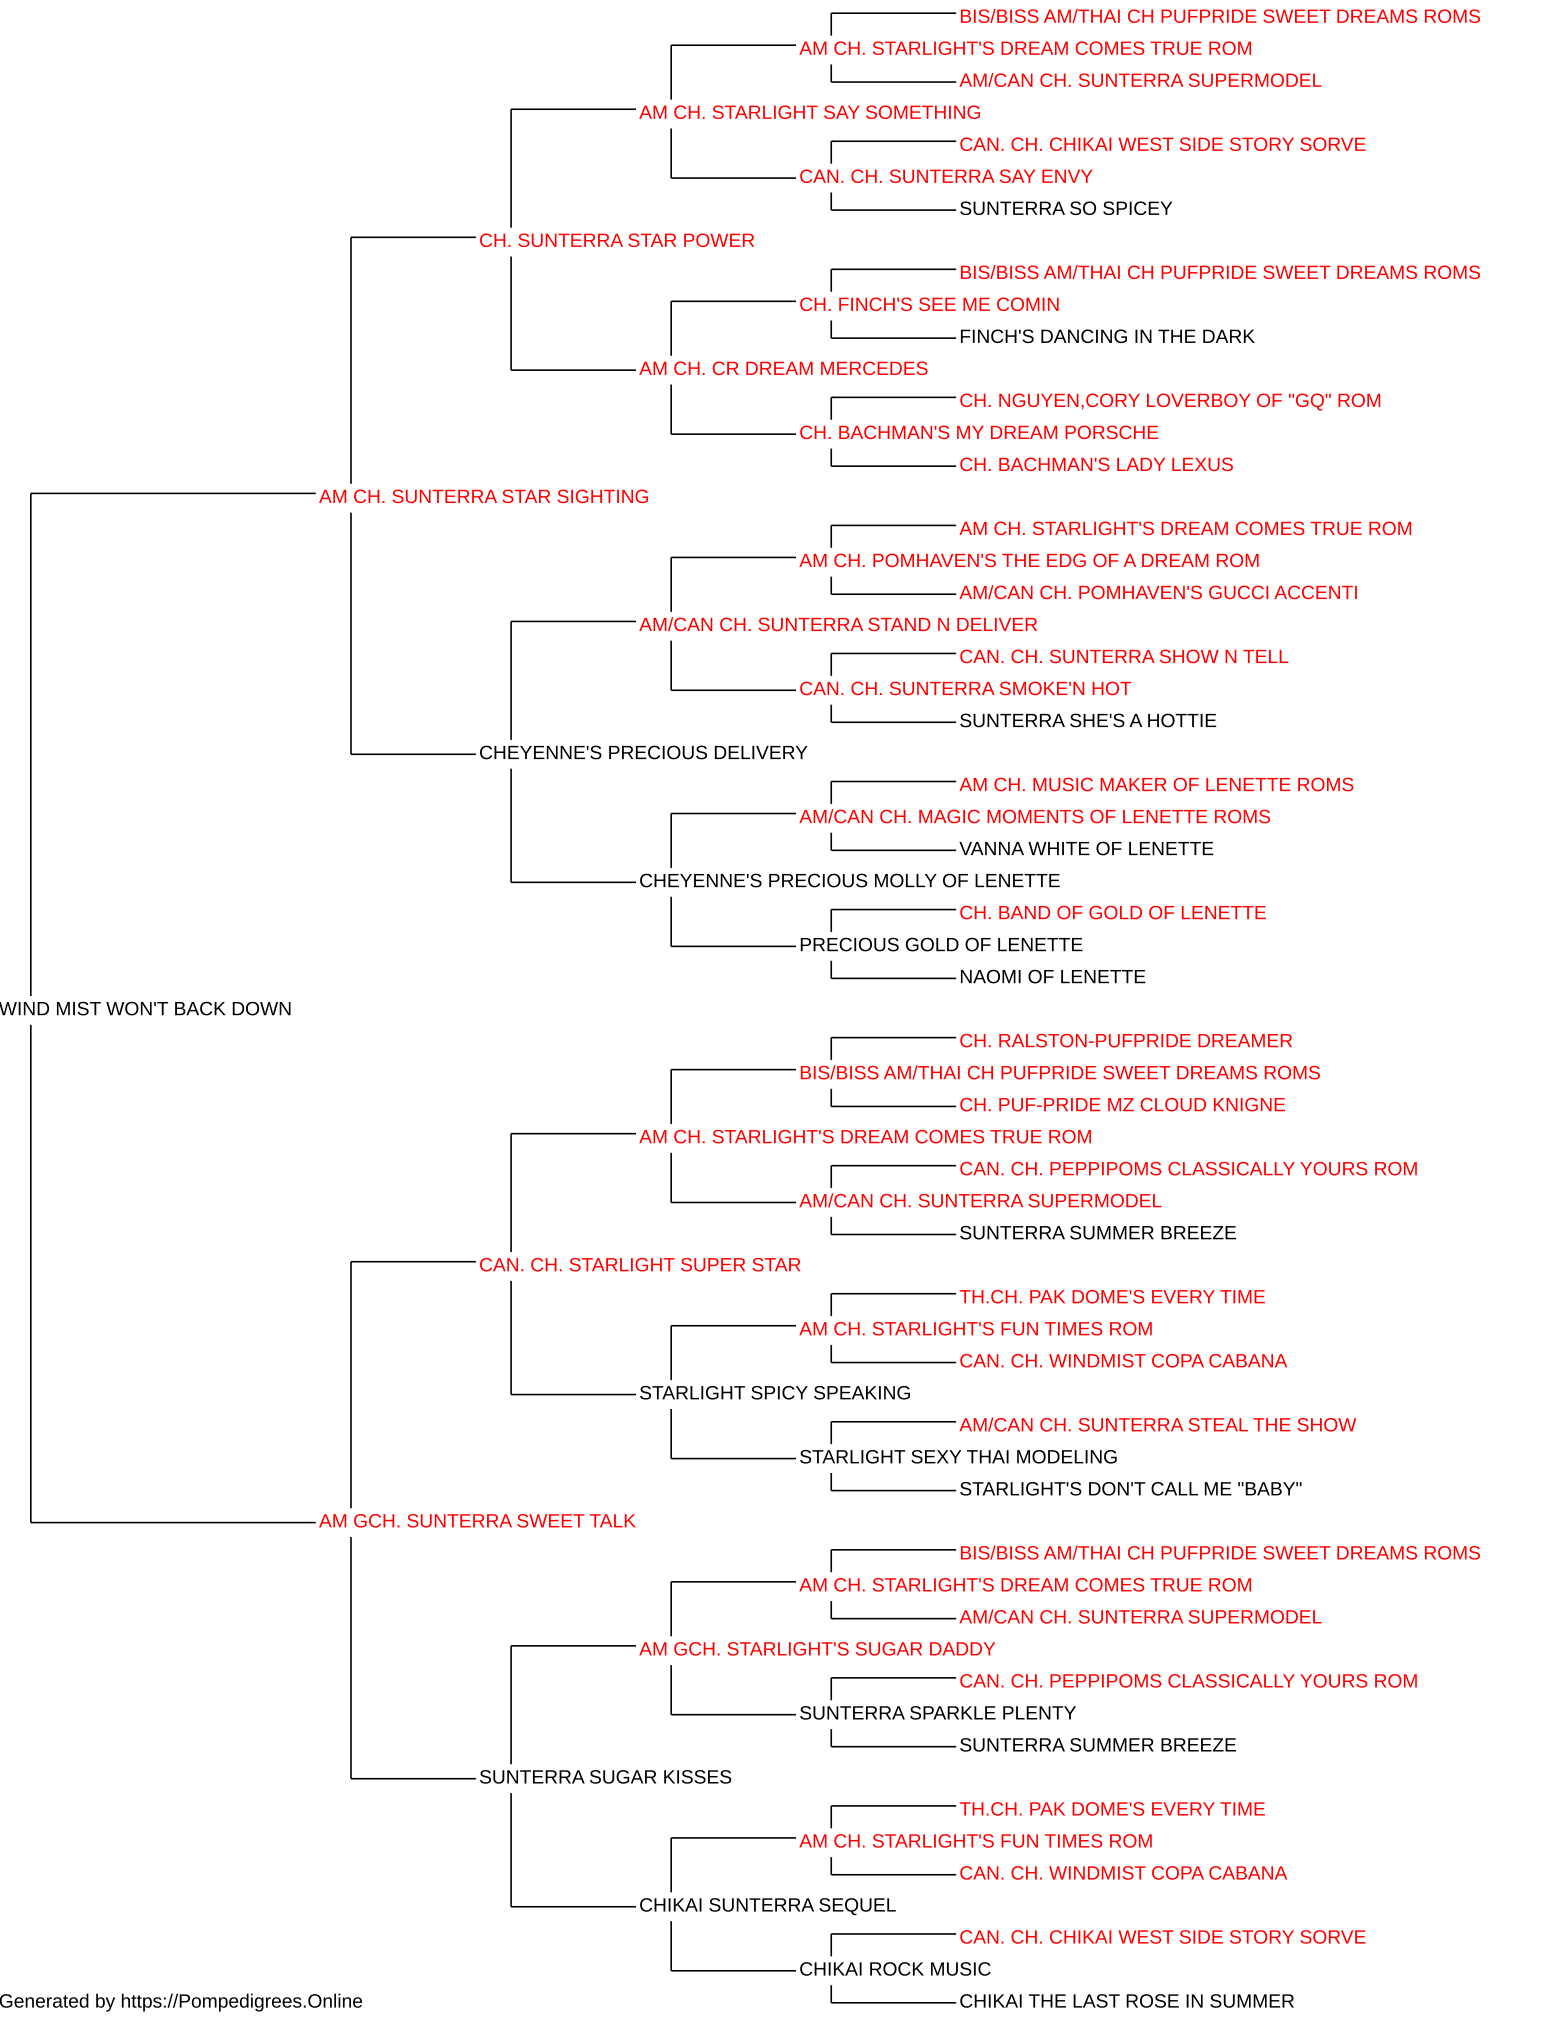 BIS/BISS AM/THAI CH PUFPRIDE SWEET DREAMS ROMS
AM CH. STARLIGHT'S DREAM COMES TRUE ROM
AM/CAN CH. SUNTERRA SUPERMODEL
AM CH. STARLIGHT SAY SOMETHING
CAN. CH. CHIKAI WEST SIDE STORY SORVE
CAN. CH. SUNTERRA SAY ENVY
SUNTERRA SO SPICEY
CH. SUNTERRA STAR POWER
BIS/BISS AM/THAI CH PUFPRIDE SWEET DREAMS ROMS
CH. FINCH'S SEE ME COMIN
FINCH'S DANCING IN THE DARK
AM CH. CR DREAM MERCEDES
CH. NGUYEN,CORY LOVERBOY OF "GQ" ROM
CH. BACHMAN'S MY DREAM PORSCHE
CH. BACHMAN'S LADY LEXUS
AM CH. SUNTERRA STAR SIGHTING
AM CH. STARLIGHT'S DREAM COMES TRUE ROM
AM CH. POMHAVEN'S THE EDG OF A DREAM ROM
AM/CAN CH. POMHAVEN'S GUCCI ACCENTI
AM/CAN CH. SUNTERRA STAND N DELIVER
CAN. CH. SUNTERRA SHOW N TELL
CAN. CH. SUNTERRA SMOKE'N HOT
SUNTERRA SHE'S A HOTTIE
CHEYENNE'S PRECIOUS DELIVERY
AM CH. MUSIC MAKER OF LENETTE ROMS
AM/CAN CH. MAGIC MOMENTS OF LENETTE ROMS
VANNA WHITE OF LENETTE
CHEYENNE'S PRECIOUS MOLLY OF LENETTE
CH. BAND OF GOLD OF LENETTE
PRECIOUS GOLD OF LENETTE
NAOMI OF LENETTE
WIND MIST WON'T BACK DOWN
CH. RALSTON-PUFPRIDE DREAMER
BIS/BISS AM/THAI CH PUFPRIDE SWEET DREAMS ROMS
CH. PUF-PRIDE MZ CLOUD KNIGNE
AM CH. STARLIGHT'S DREAM COMES TRUE ROM
CAN. CH. PEPPIPOMS CLASSICALLY YOURS ROM
AM/CAN CH. SUNTERRA SUPERMODEL
SUNTERRA SUMMER BREEZE
CAN. CH. STARLIGHT SUPER STAR
TH.CH. PAK DOME'S EVERY TIME
AM CH. STARLIGHT'S FUN TIMES ROM
CAN. CH. WINDMIST COPA CABANA
STARLIGHT SPICY SPEAKING
AM/CAN CH. SUNTERRA STEAL THE SHOW
STARLIGHT SEXY THAI MODELING
STARLIGHT'S DON'T CALL ME "BABY"
AM GCH. SUNTERRA SWEET TALK
BIS/BISS AM/THAI CH PUFPRIDE SWEET DREAMS ROMS
AM CH. STARLIGHT'S DREAM COMES TRUE ROM
AM/CAN CH. SUNTERRA SUPERMODEL
AM GCH. STARLIGHT'S SUGAR DADDY
CAN. CH. PEPPIPOMS CLASSICALLY YOURS ROM
SUNTERRA SPARKLE PLENTY
SUNTERRA SUMMER BREEZE
SUNTERRA SUGAR KISSES
TH.CH. PAK DOME'S EVERY TIME
AM CH. STARLIGHT'S FUN TIMES ROM
CAN. CH. WINDMIST COPA CABANA
CHIKAI SUNTERRA SEQUEL
CAN. CH. CHIKAI WEST SIDE STORY SORVE
CHIKAI ROCK MUSIC
CHIKAI THE LAST ROSE IN SUMMER
Generated by https://Pompedigrees.Online